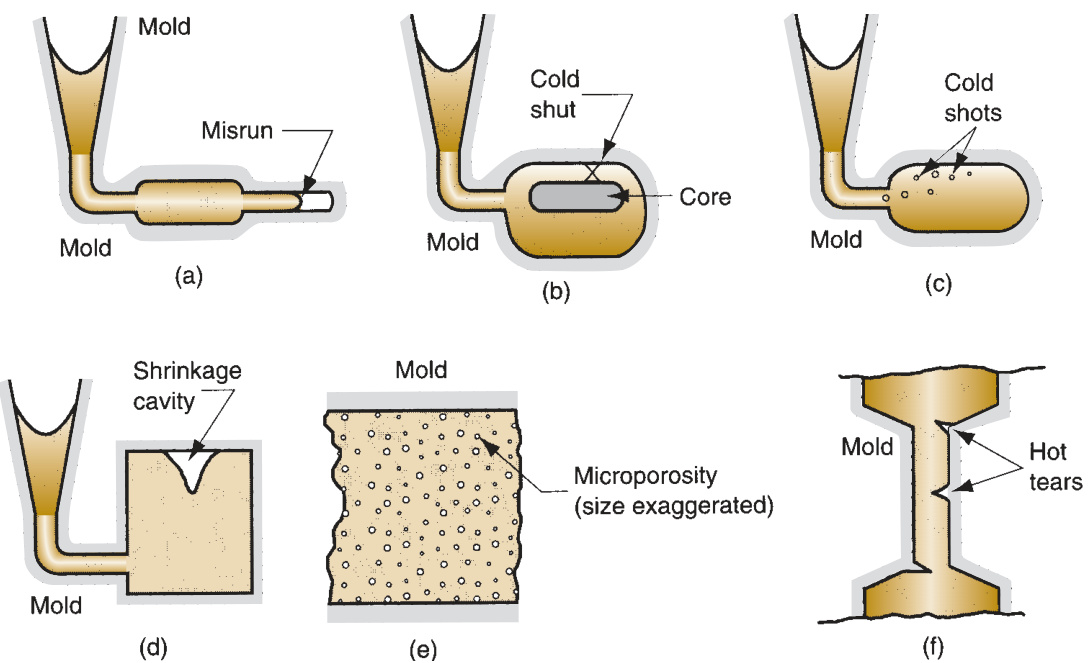 Mold
Misrun
Mold
(a)
Cold
shut
Core
Mold
(b)
Cold
shots
Mold
(c)
Shrinkage
cavity
Mold
(d)
Mold
Microporosity
(size exaggerated)
(e)
Mold
Hot
tears
(f)